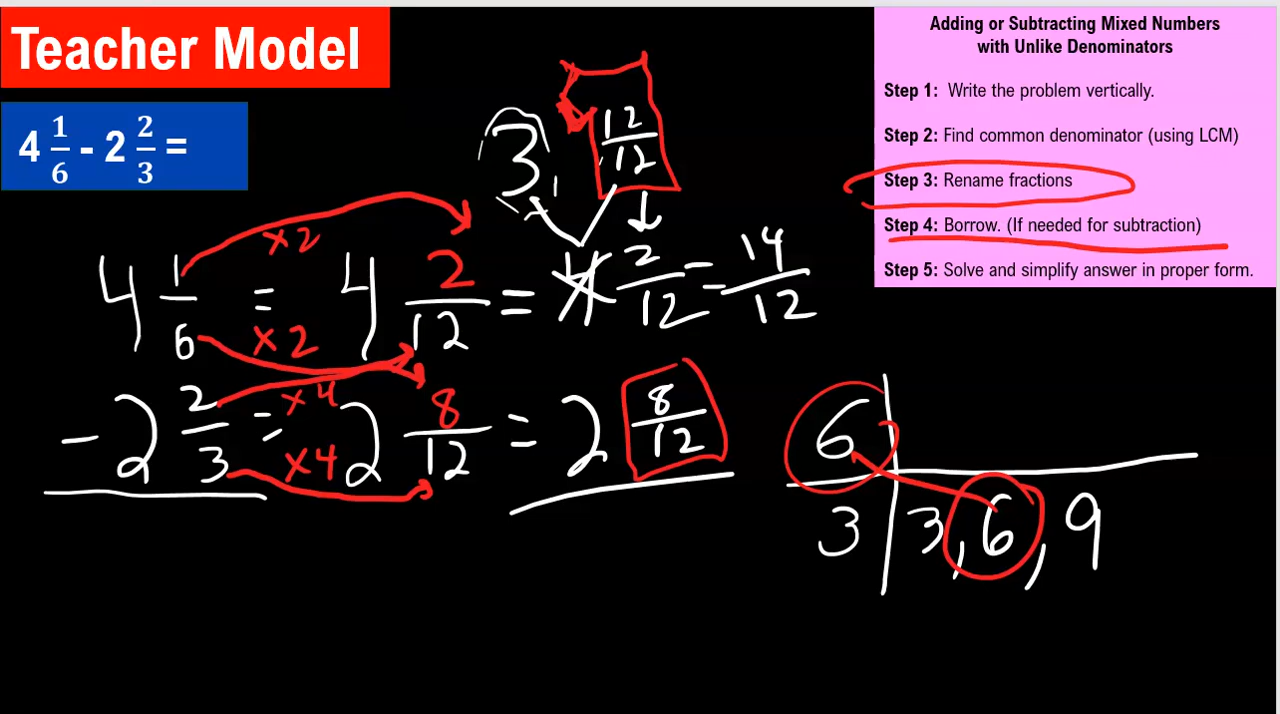 Teacher Model
4 1/6 - 2 2/3 =
Adding or Subtracting Mixed Numbers
with Unlike Denominators
Step 1: Write the problem vertically.
Step 2: Find common denominator (using LCM)
Step 3: Rename fractions
Step 4: Borrow. (If needed for subtraction)
Step 5: Solve and simplify answer in proper form.
3 12/12
×2
4 1/6 = 4 2/12 = 4 2/12 = 14/12
×2
×4
- 2 2/3 = 2 8/12 = 2 8/12
×4
6
3 | 3, 6, 9